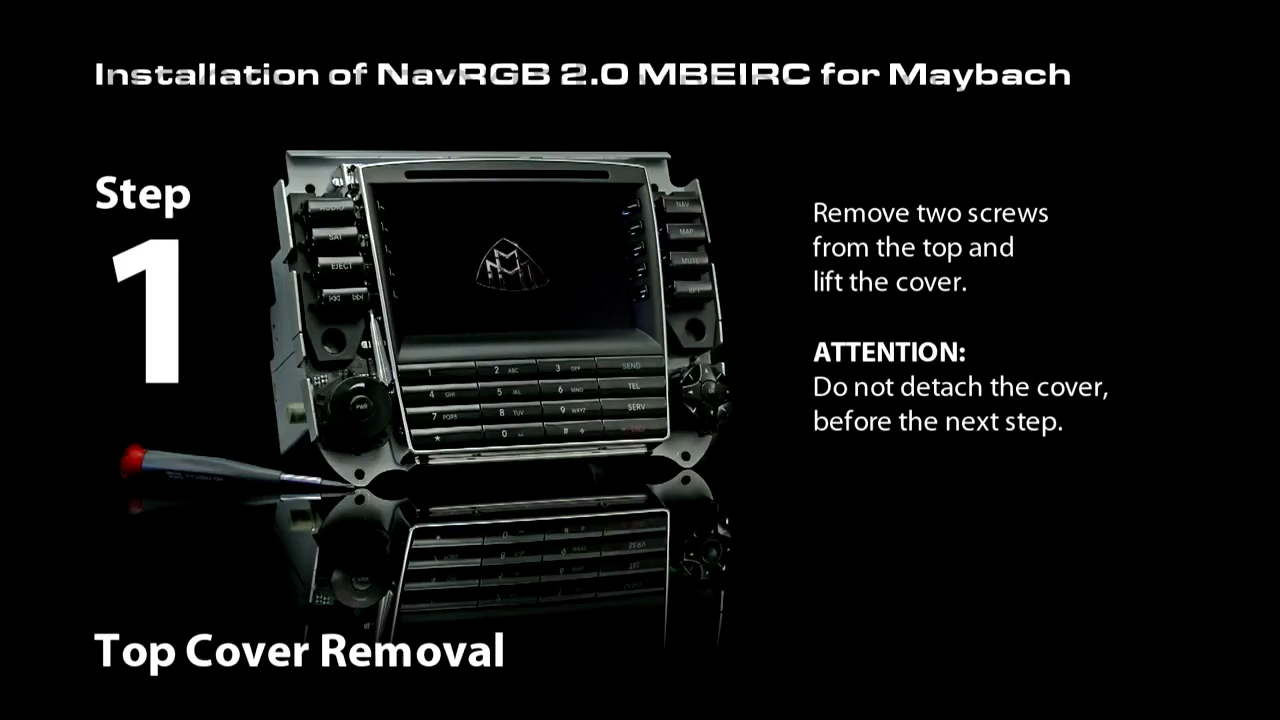 Installation of NavRGB 2.0 MBEIRC for Maybach
Step
1
Remove two screws
from the top and
lift the cover.
ATTENTION:
Do not detach the cover,
before the next step.
AUDIO
SAT
EJECT
NAV
MAP
MUTE
1
2 ABC
3 DEF
SEND
4 GHI
5 JKL
6 MNO
TEL
7 PQRS
8 TUV
9 WXYZ
SERV
*
0
# +
END
PWR
Top Cover Removal